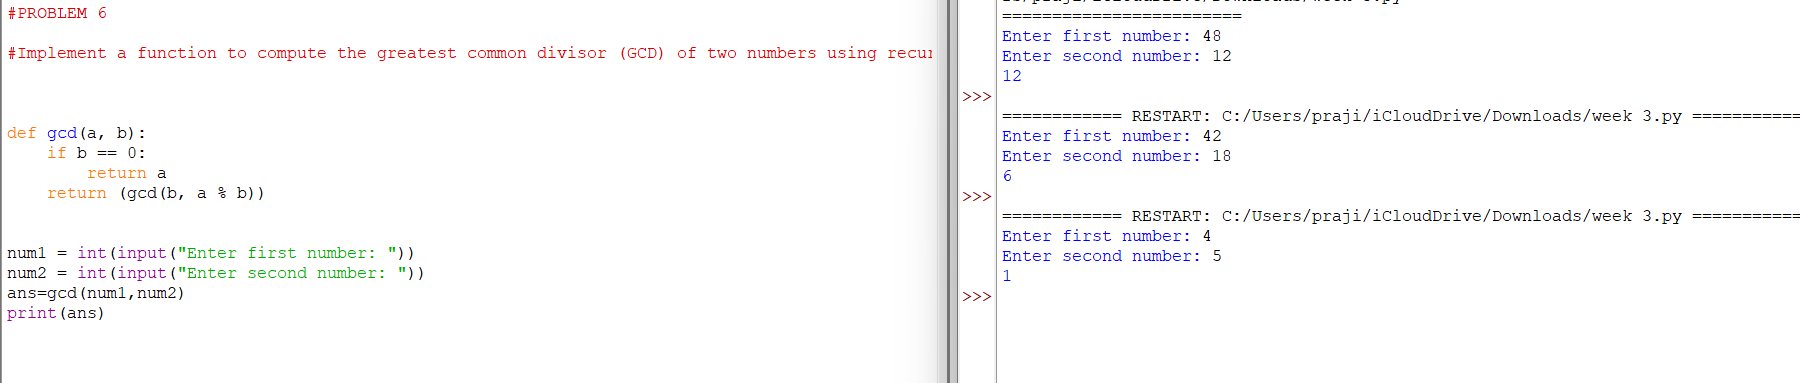 #PROBLEM 6
#Implement a function to compute the greatest common divisor (GCD) of two numbers using
def gcd(a, b):
    if b == 0:
        return a
    return (gcd(b, a % b))
num1 = int(input("Enter first number: "))
num2 = int(input("Enter second number: "))
ans=gcd(num1,num2)
print(ans)
========================
Enter first number: 48
Enter second number: 12
12
>>>
============ RESTART: C:/Users/praji/iCloudDrive/Downloads/week 3.py ===========
Enter first number: 42
Enter second number: 18
6
>>>
============ RESTART: C:/Users/praji/iCloudDrive/Downloads/week 3.py ===========
Enter first number: 4
Enter second number: 5
1
>>>